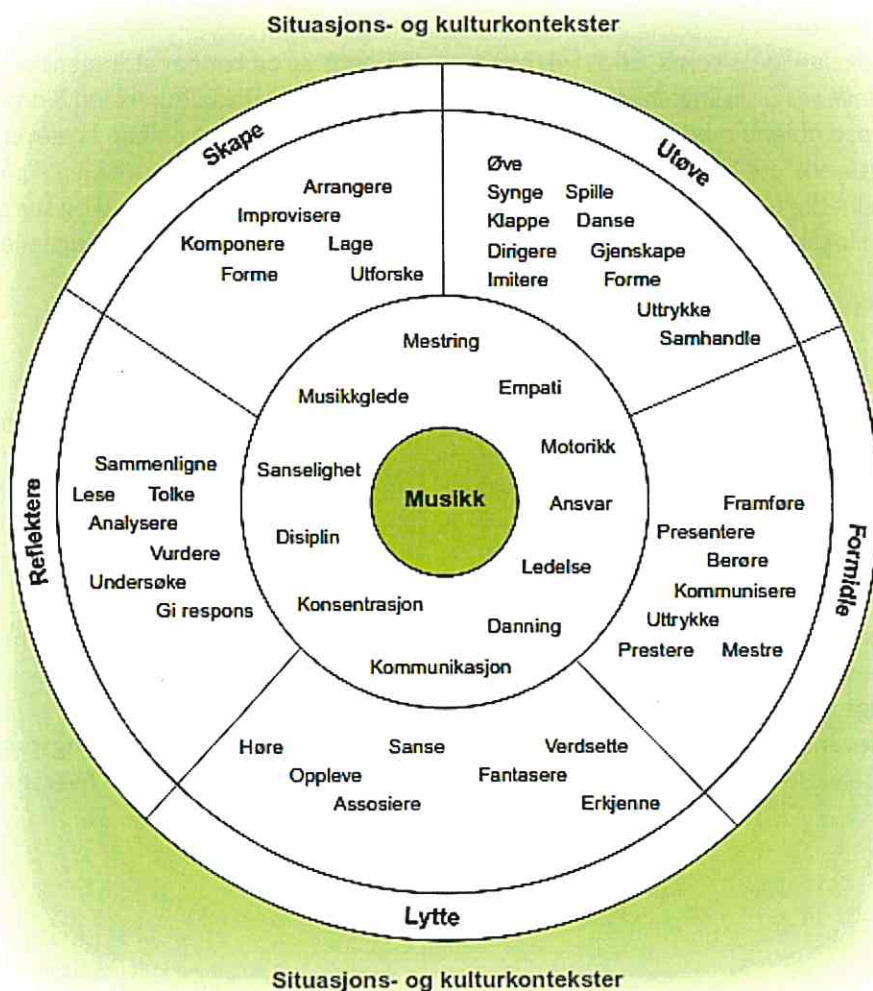 Situasjons- og kulturkontekster
Skape
Arrangere
Improvisere
Komponere Lage
Forme Utforske
Utøve
Øve
Synge Spille
Klappe Danse
Dirigere Gjenskape
Imitere Forme
Uttrykke
Samhandle
Reflektere
Sammenligne
Lese Tolke
Analysere
Vurdere
Undersøke
Gi respons
Mestring
Musikkglede Empati
Sanselighet Motorikk
Musikk
Ansvar
Disiplin
Ledelse
Konsentrasjon
Danning
Kommunikasjon
Formidle
Framføre
Presentere
Berøre
Kommunisere
Uttrykke
Prestere Mestre
Høre Sanse Verdsette
Oppleve Fantasere
Assosiere Erkjenne
Lytte
Situasjons- og kulturkontekster